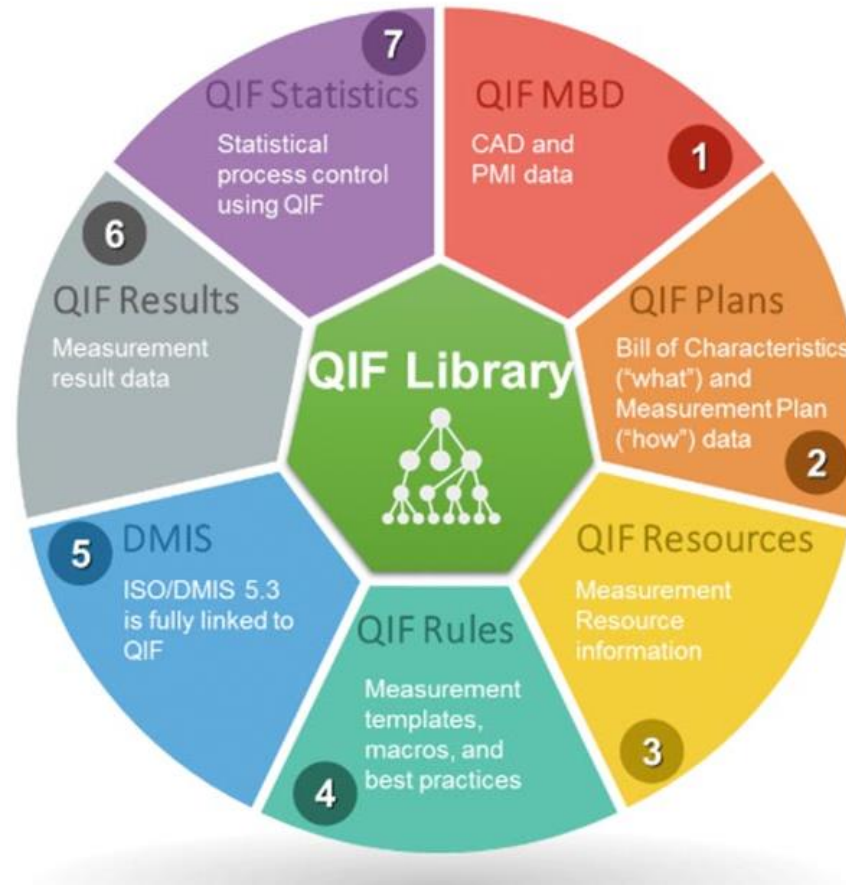 7
QIF Statistics
Statistical
process control
using QIF
QIF MBD
1
CAD and
PMI data
6
QIF Results
Measurement
result data
QIF Library
QIF Plans
Bill of Characteristics
(“what”) and
Measurement Plan
(“how”) data
2
5
DMIS
ISO/DMIS 5.3
is fully linked to
QIF
QIF Rules
Measurement
templates,
macros, and
best practices
4
QIF Resources
Measurement
Resource
information
3